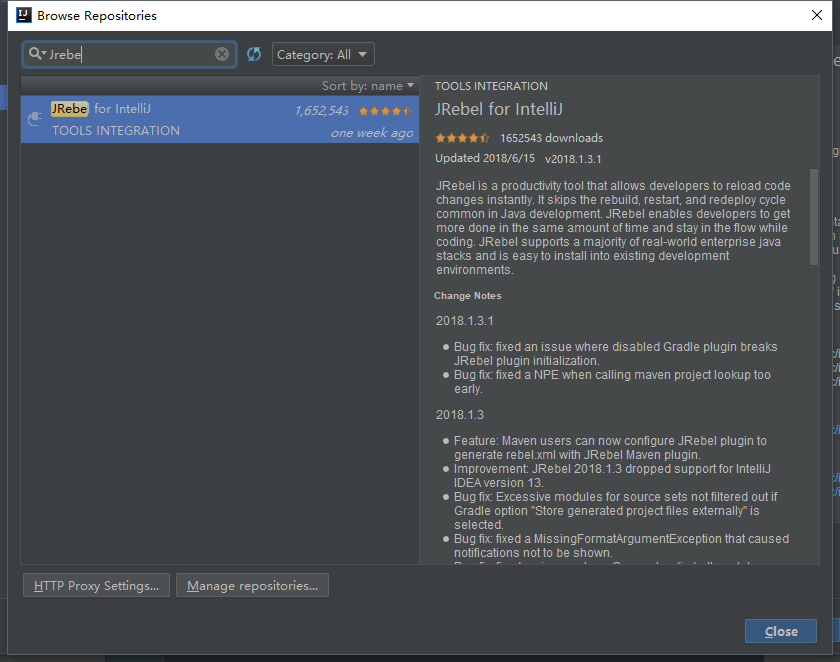 Browse Repositories
Jrebe
Category: All
Sort by: name
JRebe for IntelliJ
1,652,543
TOOLS INTEGRATION
one week ago
TOOLS INTEGRATION
JRebel for IntelliJ
1652543 downloads
Updated 2018/6/15 v2018.1.3.1
JRebel is a productivity tool that allows developers to reload code
changes instantly. It skips the rebuild, restart, and redeploy cycle
common in Java development. JRebel enables developers to get
more done in the same amount of time and stay in the flow while
coding. JRebel supports a majority of real-world enterprise java
stacks and is easy to install into existing development
environments.
Change Notes
2018.1.3.1
Bug fix: fixed an issue where disabled Gradle plugin breaks
JRebel plugin initialization.
Bug fix: fixed a NPE when calling maven project lookup too
early.
2018.1.3
Feature: Maven users can now configure JRebel plugin to
generate rebel.xml with JRebel Maven plugin.
Improvement: JRebel 2018.1.3 dropped support for IntelliJ
IDEA version 13.
Bug fix: Excessive modules for source sets not filtered out if
Gradle option "Store generated project files externally" is
selected.
Bug fix: fixed a MissingFormatArgumentException that caused
notifications not to be shown.
HTTP Proxy Settings...
Manage repositories...
Close